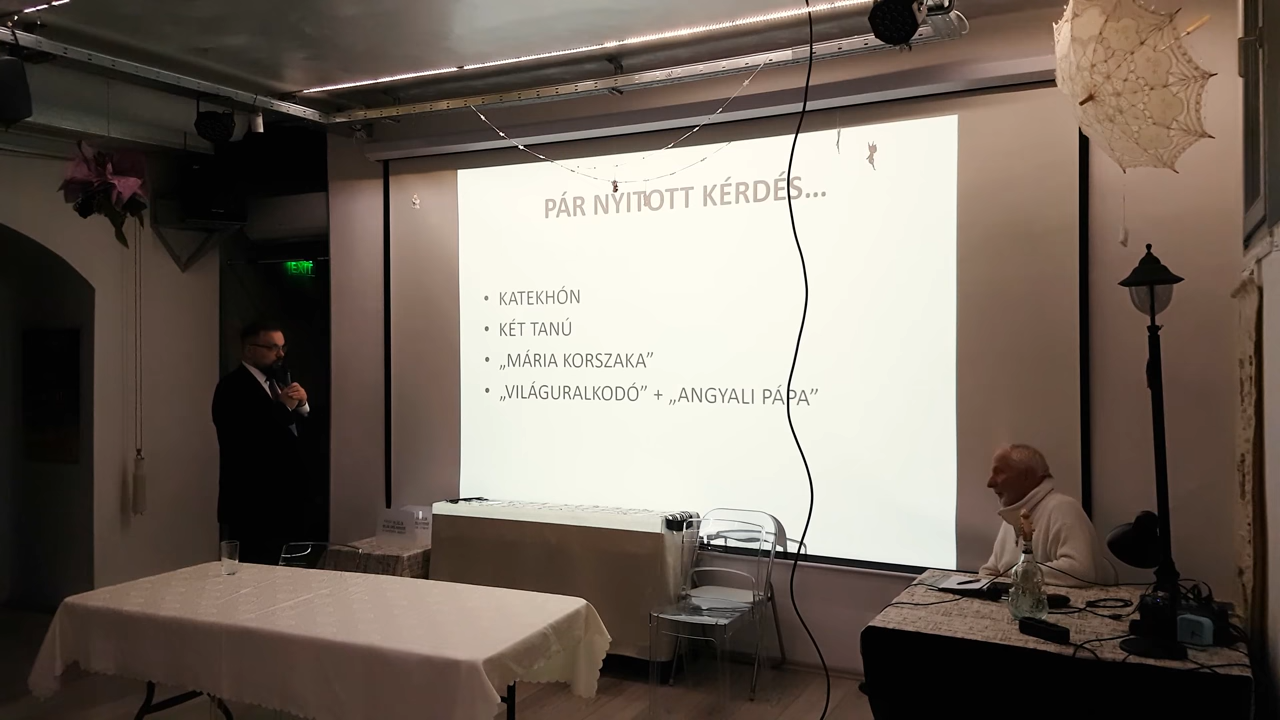 EXIT
PÁR NYITOTT KÉRDÉS...
• KATEKHÓN
• KÉT TANÚ
• „MÁRIA KORSZAKA”
• „VILÁGURALKODÓ” + „ANGYALI PÁPA”